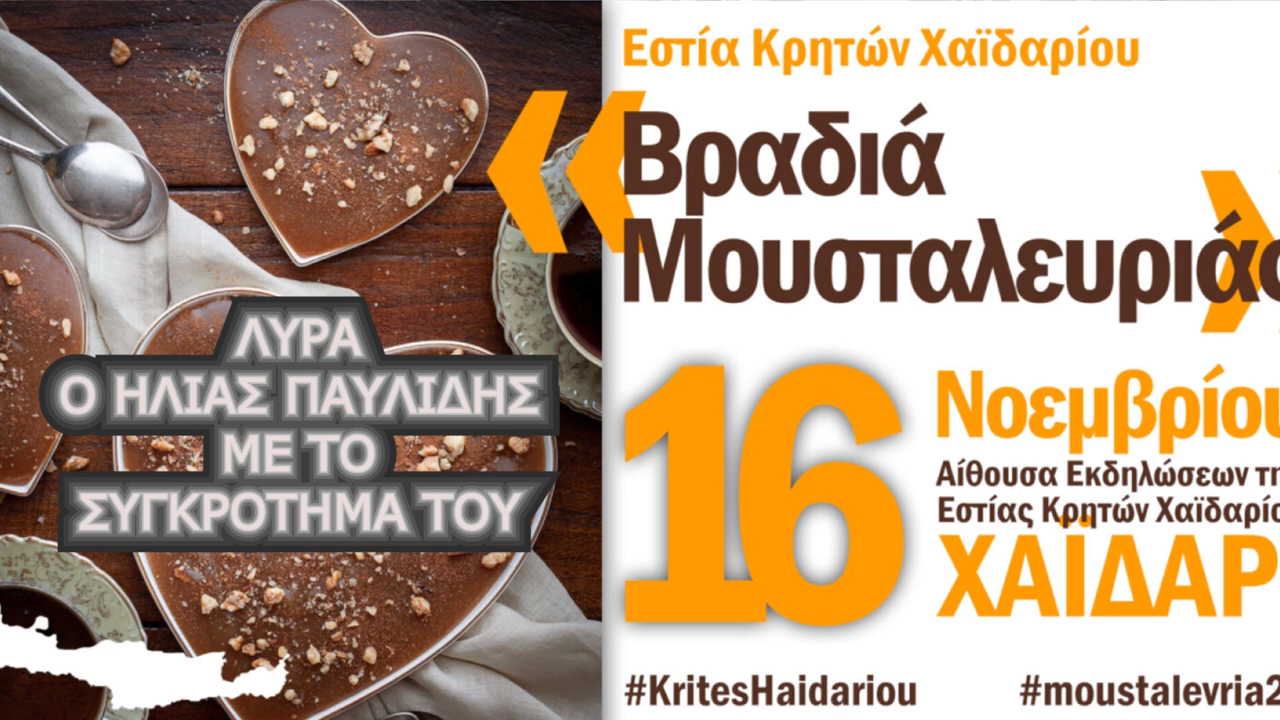 Εστία Κρητών Χαϊδαρίου
«Βραδιά
Μουσταλευριάς»
16
Νοεμβρίου
Αίθουσα Εκδηλώσεων τη
Εστίας Κρητών Χαϊδαρίο
ΧΑΪΔΑΡ
#KritesHaidariou
#moustalevria2
ΛΥΡΑ
Ο ΗΛΙΑΣ ΠΑΥΛΙΔΗΣ
ΜΕ ΤΟ
ΣΥΓΚΡΟΤΗΜΑ ΤΟΥ